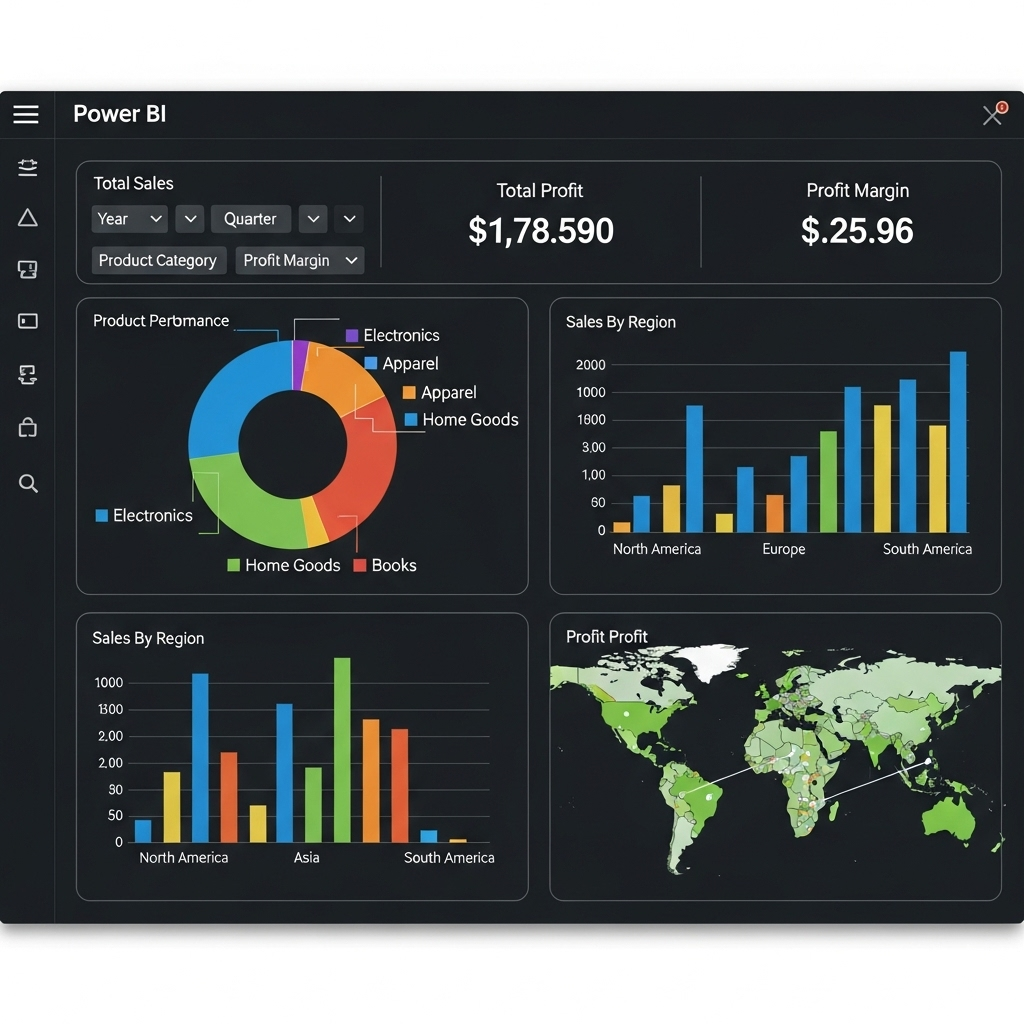 Power BI
Total Sales
Year
Quarter
Product Category
Profit Margin
Total Profit
$1,78.590
Profit Margin
$.25.96
Product Pertomance
Electronics
Apparel
Apparel
Home Goods
Electronics
Home Goods
Books
Sales By Region
2000
1000
1800
3,00
1,00
60
0
North America Europe South America
Sales By Region
1000
1300
2,00
2,00
30
50
0
North America Asia South America
Profit Profit